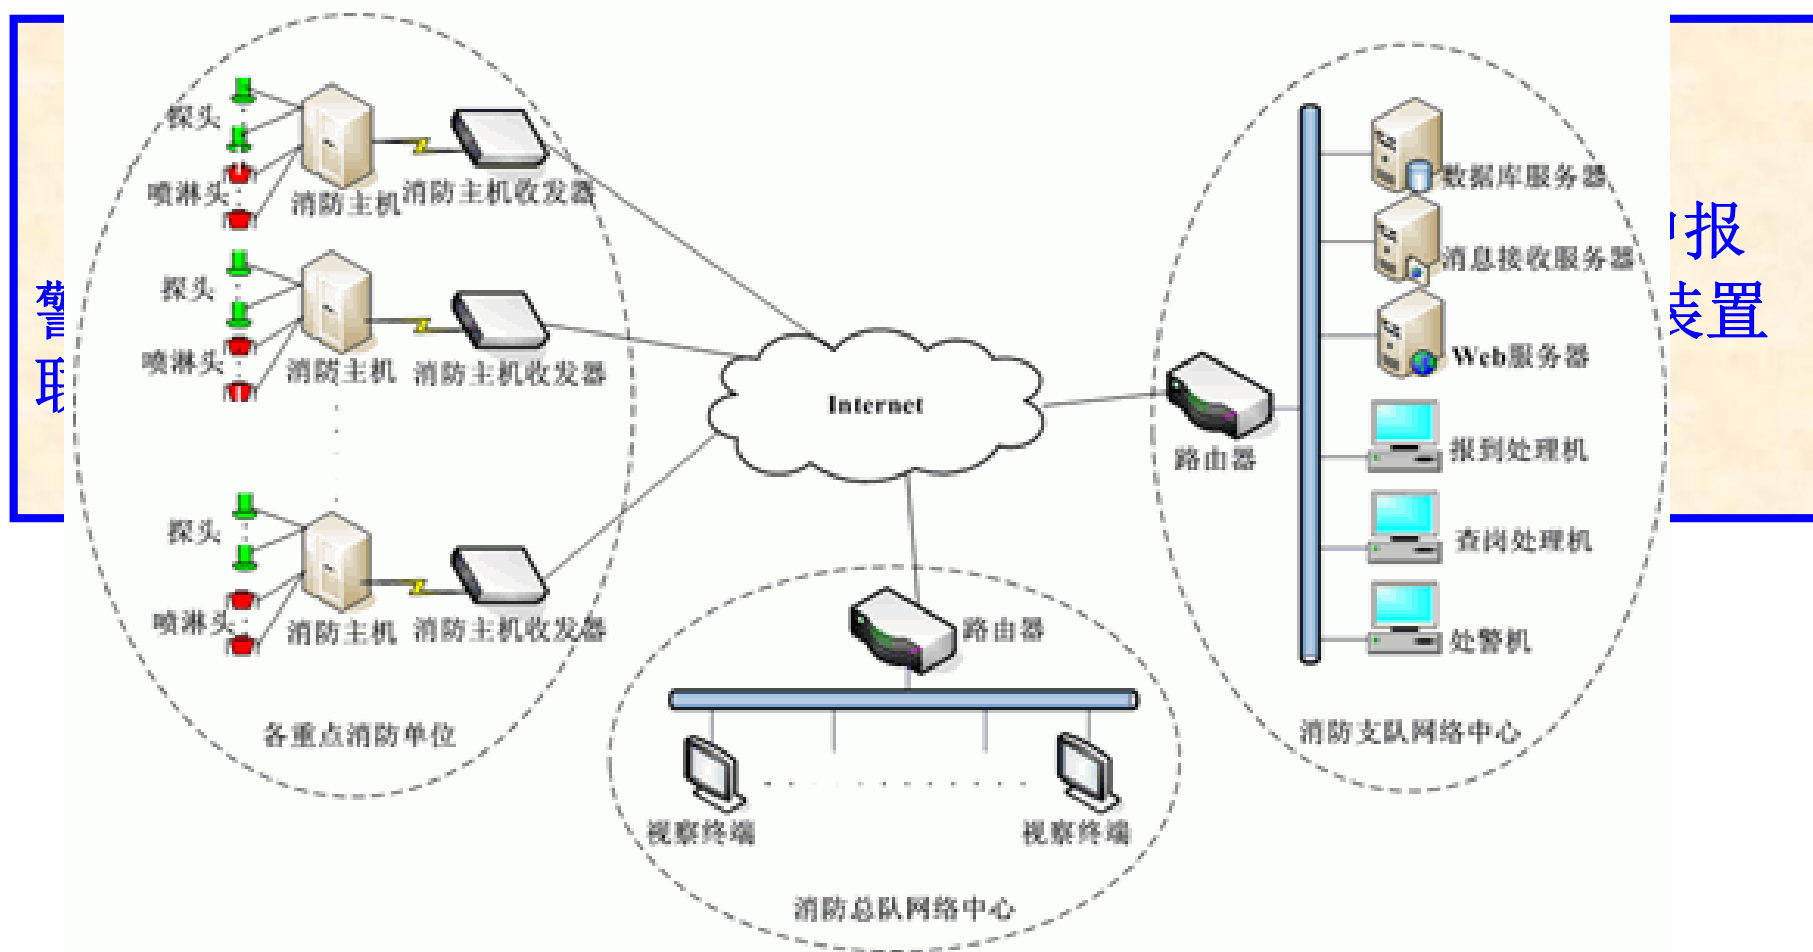 探头
喷淋头
消防主机
消防主机收发器
探头
喷淋头
消防主机
消防主机收发器
探头
喷淋头
消防主机
消防主机收发器
各重点消防单位
Internet
路由器
视察终端
视察终端
消防总队网络中心
路由器
数据库服务器
消息接收服务器
Web服务器
报到处理机
查岗处理机
处警机
消防支队网络中心
报
警
装置